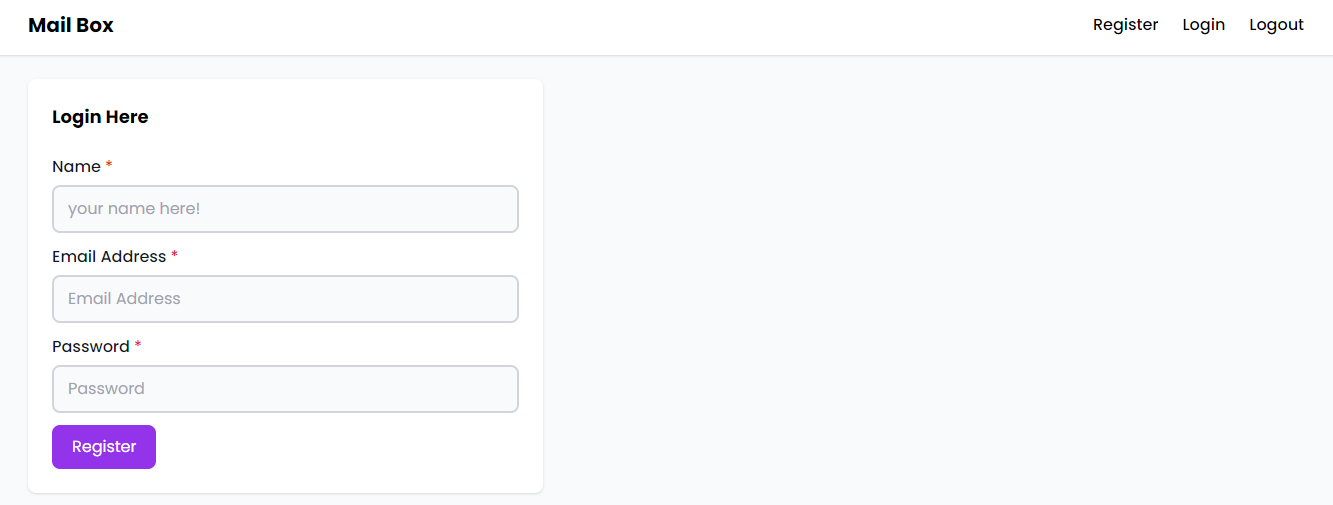 Mail Box
Register Login Logout
Login Here
Name *
your name here!
Email Address *
Email Address
Password *
Password
Register